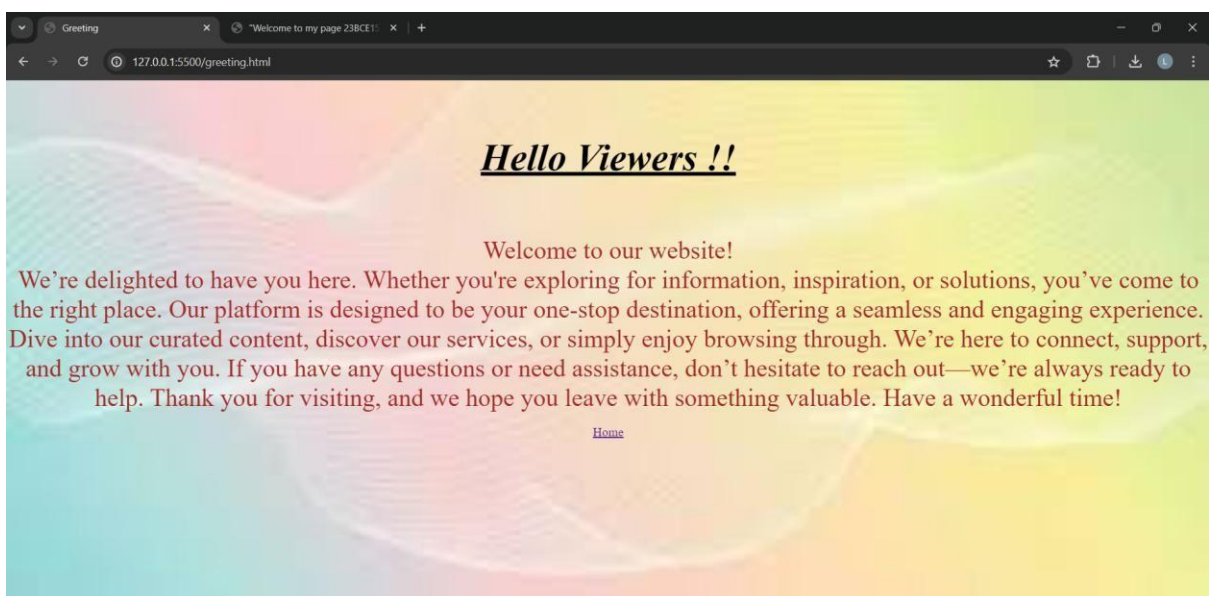 Greeting
"Welcome to my page 23BCE15
127.0.0.1:5500/greeting.html
L
Hello Viewers !!
Welcome to our website!
We’re delighted to have you here. Whether you're exploring for information, inspiration, or solutions, you’ve come to
the right place. Our platform is designed to be your one-stop destination, offering a seamless and engaging experience.
Dive into our curated content, discover our services, or simply enjoy browsing through. We’re here to connect, support,
and grow with you. If you have any questions or need assistance, don’t hesitate to reach out—we’re always ready to
help. Thank you for visiting, and we hope you leave with something valuable. Have a wonderful time!
Home